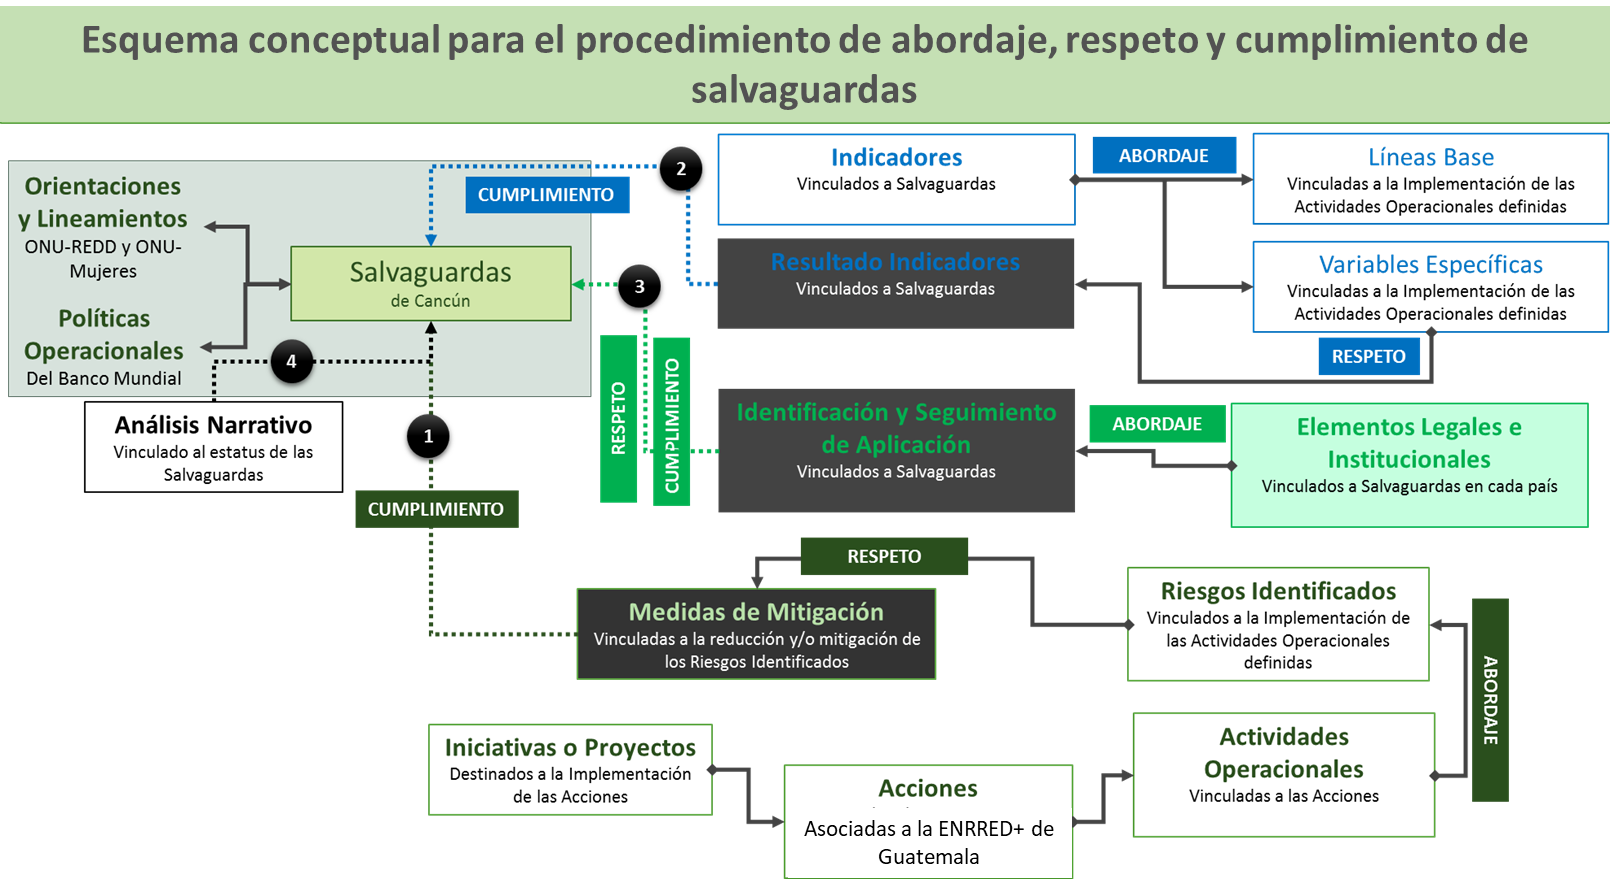 Esquema conceptual para el procedimiento de abordaje, respeto y cumplimiento de
salvaguardas
Orientaciones
y Lineamientos
ONU-REDD y ONU-
Mujeres
Políticas
Operacionales
Del Banco Mundial
Salvaguardas
de Cancún
CUMPLIMIENTO
2
3
4
1
Análisis Narrativo
Vinculado al estatus de las
Salvaguardas
CUMPLIMIENTO
RESPETO
CUMPLIMIENTO
Indicadores
Vinculados a Salvaguardas
ABORDAJE
Líneas Base
Vinculadas a la Implementación de las
Actividades Operacionales definidas
Resultado Indicadores
Vinculados a Salvaguardas
Variables Específicas
Vinculadas a la Implementación de las
Actividades Operacionales definidas
RESPETO
Identificación y Seguimiento
de Aplicación
Vinculados a Salvaguardas
ABORDAJE
Elementos Legales e
Institucionales
Vinculados a Salvaguardas en cada país
RESPETO
Medidas de Mitigación
Vinculadas a la reducción y/o mitigación de
los Riesgos Identificados
Riesgos Identificados
Vinculados a la Implementación de
las Actividades Operacionales
definidas
ABORDAJE
Iniciativas o Proyectos
Destinados a la Implementación
de las Acciones
Acciones
Asociadas a la ENRRED+ de
Guatemala
Actividades
Operacionales
Vinculadas a las Acciones